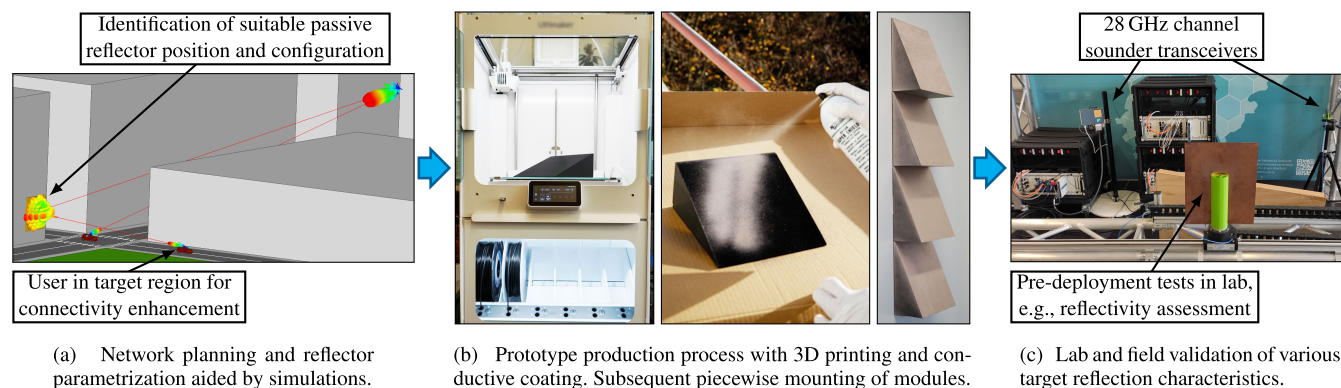 Identification of suitable passive
reflector position and configuration
User in target region for
connectivity enhancement
28 GHz channel
sounder transceivers
Pre-deployment tests in lab,
e.g., reflectivity assessment
(a) Network planning and reflector
parametrization aided by simulations.
(b) Prototype production process with 3D printing and con-
ductive coating. Subsequent piecewise mounting of modules.
(c) Lab and field validation of various
target reflection characteristics.